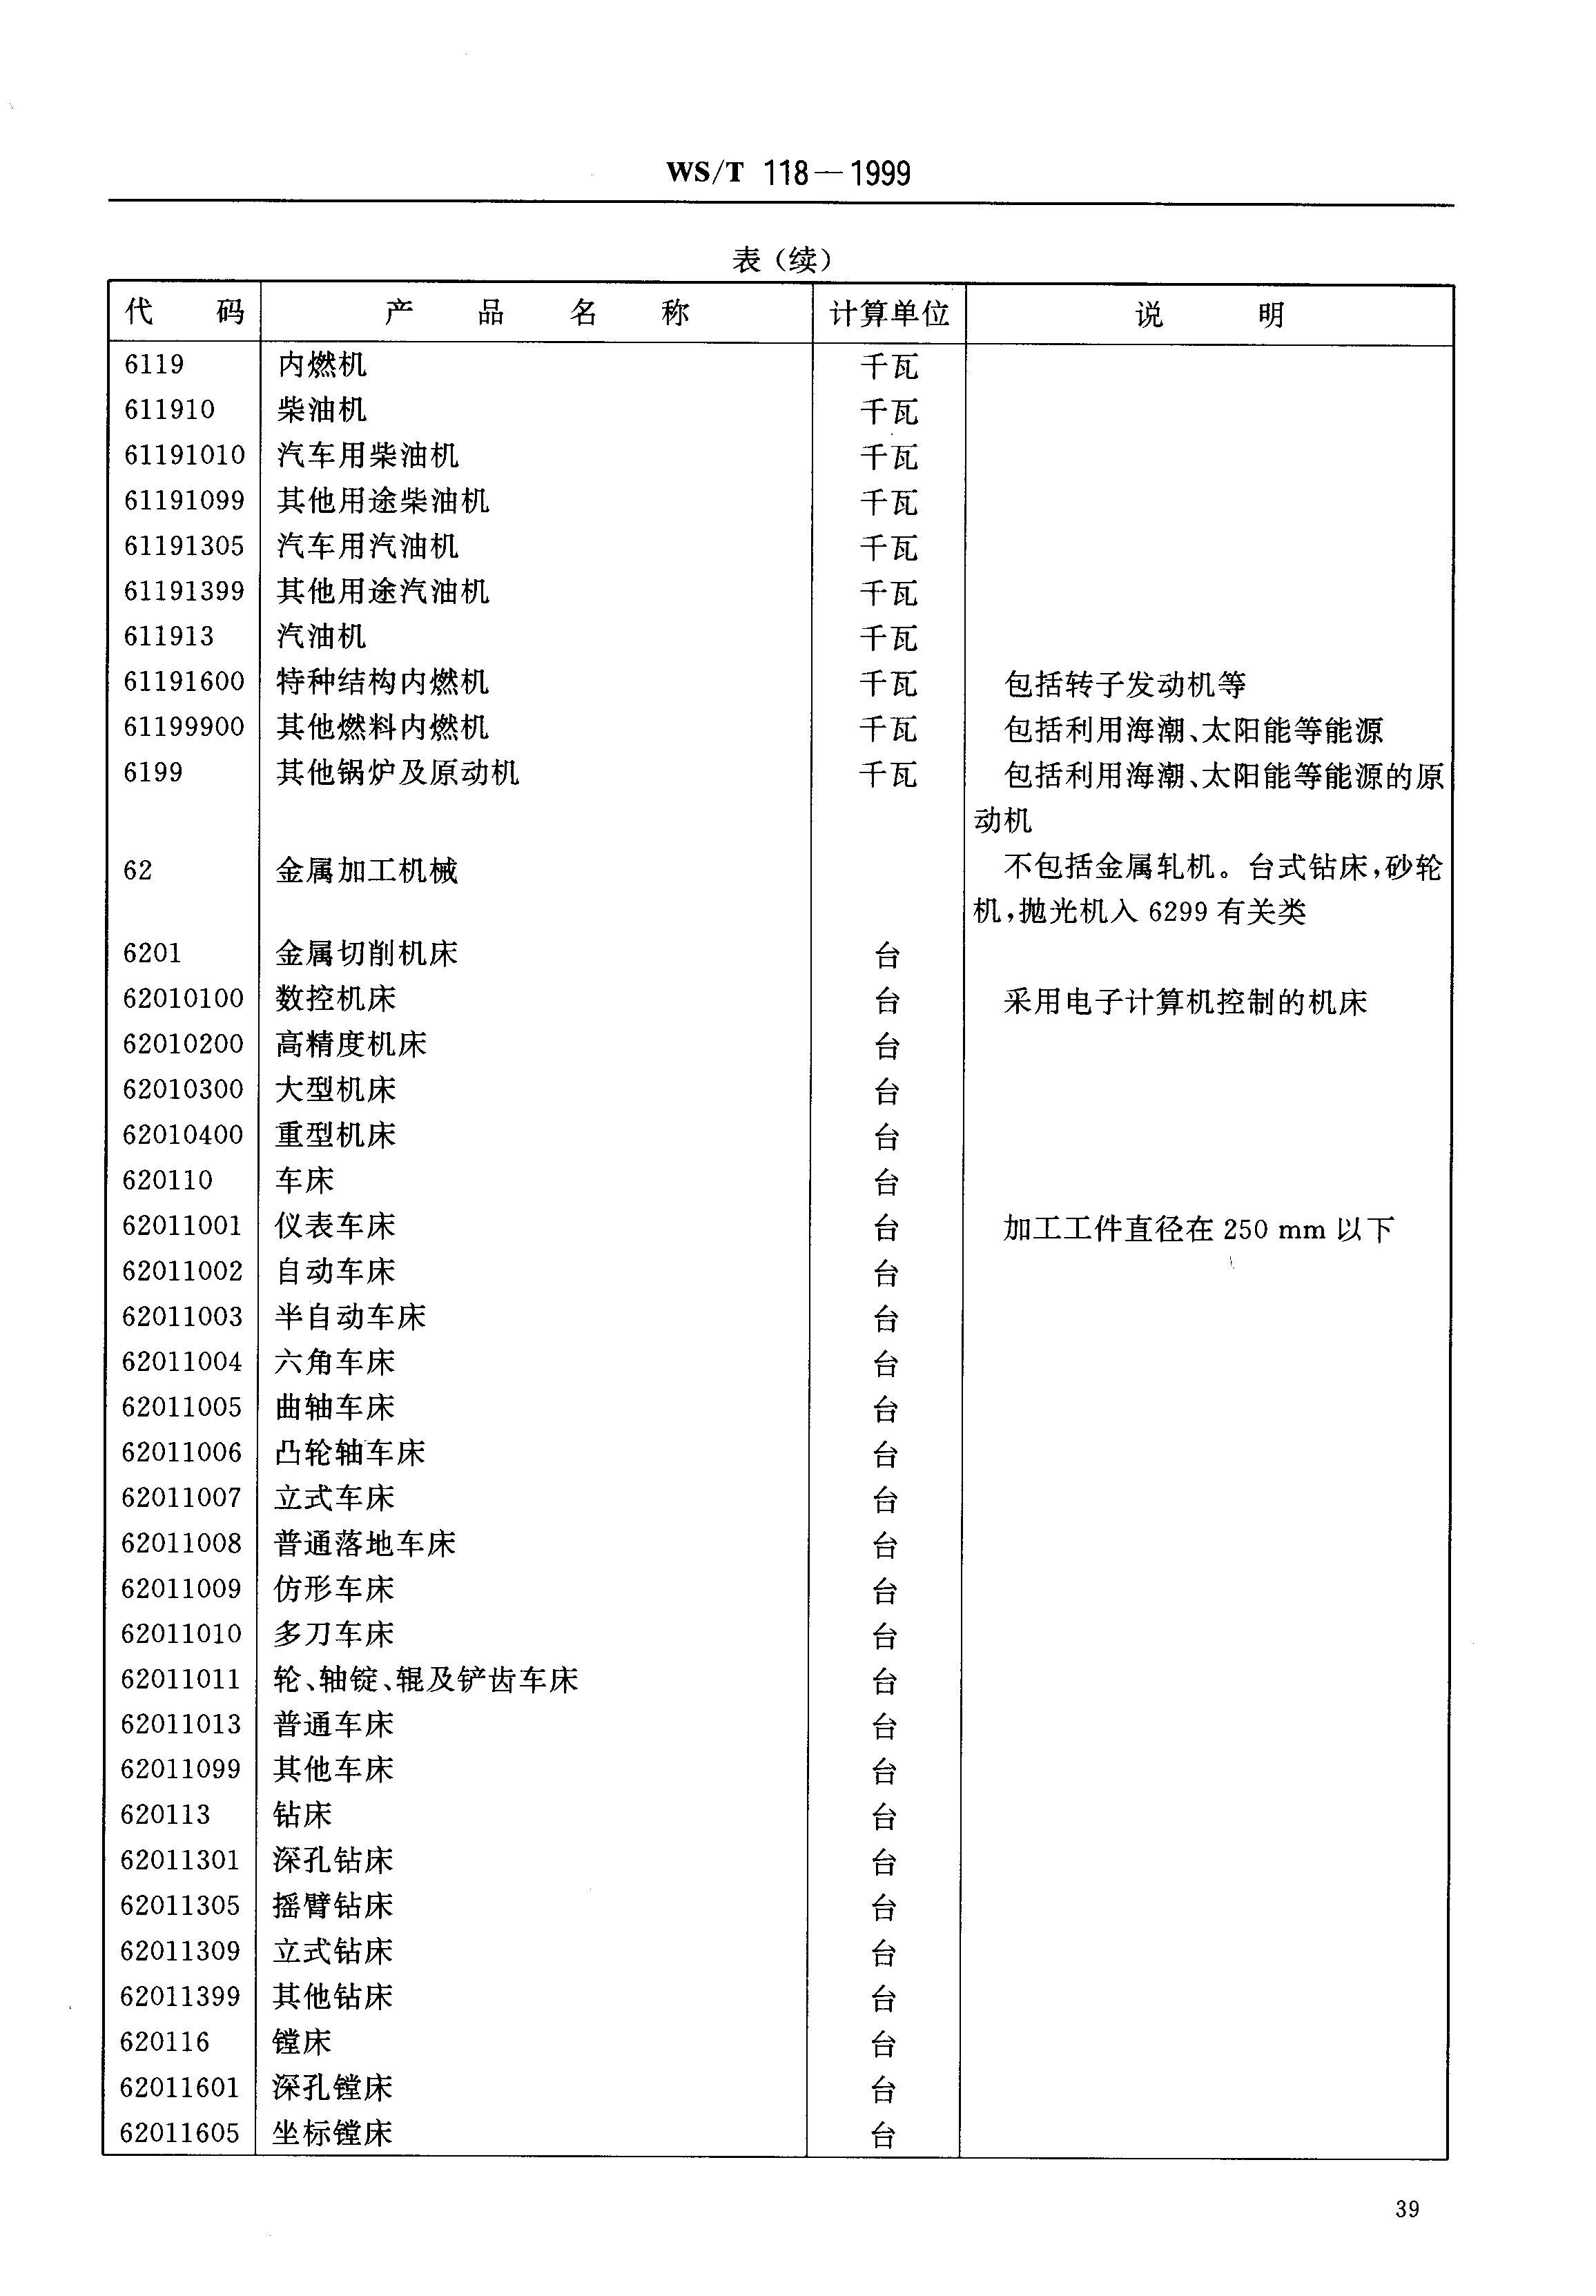 WS/T 118—1999
表（续）
代 码 产 品 名 称 计算单位 说 明
6119 内燃机 千瓦
611910 柴油机 千瓦
61191010 汽车用柴油机 千瓦
61191099 其他用途柴油机 千瓦
61191305 汽车用汽油机 千瓦
61191399 其他用途汽油机 千瓦
611913 汽油机 千瓦
61191600 特种结构内燃机 千瓦 包括转子发动机等
61199900 其他燃料内燃机 千瓦 包括利用海潮、太阳能等能源
6199 其他锅炉及原动机 千瓦 包括利用海潮、太阳能等能源的原
动机
62 金属加工机械 不包括金属轧机。台式钻床，砂轮
机，抛光机入 6299 有关类
6201 金属切削机床 台
62010100 数控机床 台 采用电子计算机控制的机床
62010200 高精度机床 台
62010300 大型机床 台
62010400 重型机床 台
620110 车床 台
62011001 仪表车床 台 加工工件直径在 250 mm 以下
62011002 自动车床 台
62011003 半自动车床 台
62011004 六角车床 台
62011005 曲轴车床 台
62011006 凸轮轴车床 台
62011007 立式车床 台
62011008 普通落地车床 台
62011009 仿形车床 台
62011010 多刀车床 台
62011011 轮、轴锭、辊及铲齿车床 台
62011013 普通车床 台
62011099 其他车床 台
620113 钻床 台
62011301 深孔钻床 台
62011305 摇臂钻床 台
62011309 立式钻床 台
62011399 其他钻床 台
620116 镗床 台
62011601 深孔镗床 台
62011605 坐标镗床 台
39